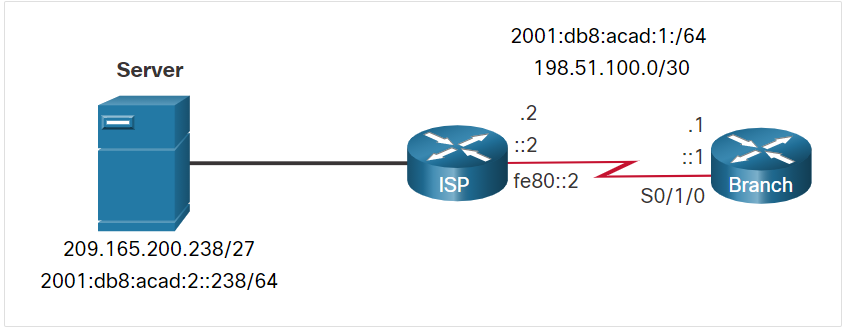 2001:db8:acad:1:/64
198.51.100.0/30
Server
.2
.1
::2
::1
ISP
fe80::2
S0/1/0
Branch
209.165.200.238/27
2001:db8:acad:2::238/64